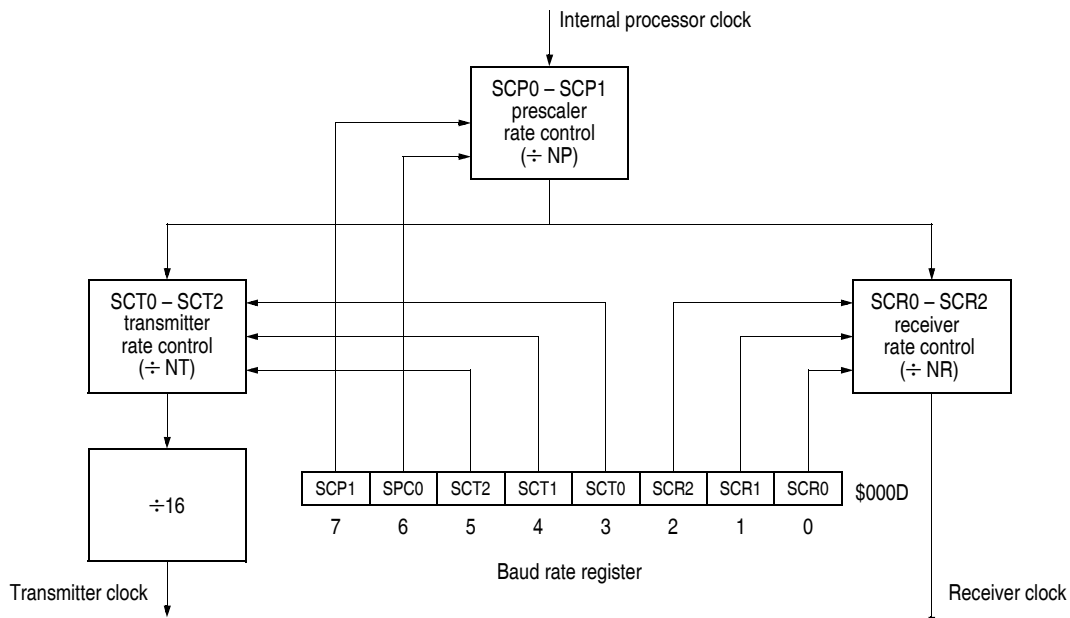 Internal processor clock
SCP0 – SCP1
prescaler
rate control
(÷ NP)
SCT0 – SCT2
transmitter
rate control
(÷ NT)
SCR0 – SCR2
receiver
rate control
(÷ NR)
÷16
SCP1 SPC0 SCT2 SCT1 SCT0 SCR2 SCR1 SCR0 $000D
7 6 5 4 3 2 1 0
Baud rate register
Transmitter clock
Receiver clock